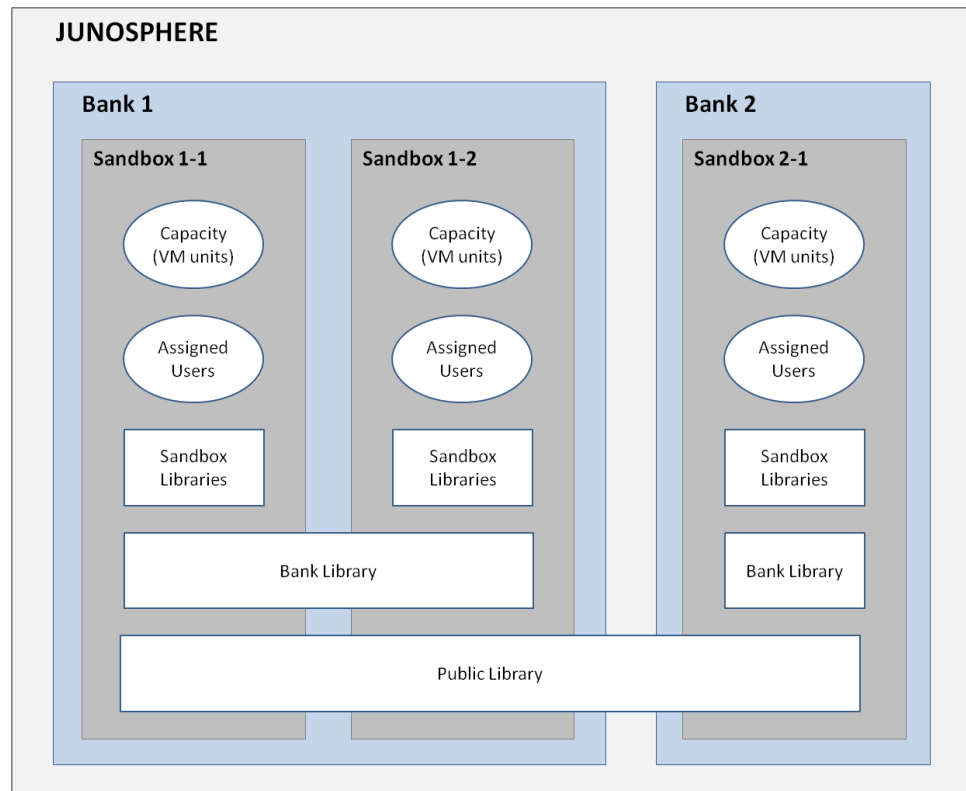 JUNOSPHERE
Bank 1
Bank 2
Sandbox 1-1
Sandbox 1-2
Sandbox 2-1
Capacity
(VM units)
Capacity
(VM units)
Capacity
(VM units)
Assigned
Users
Assigned
Users
Assigned
Users
Sandbox
Libraries
Sandbox
Libraries
Sandbox
Libraries
Bank Library
Bank Library
Public Library